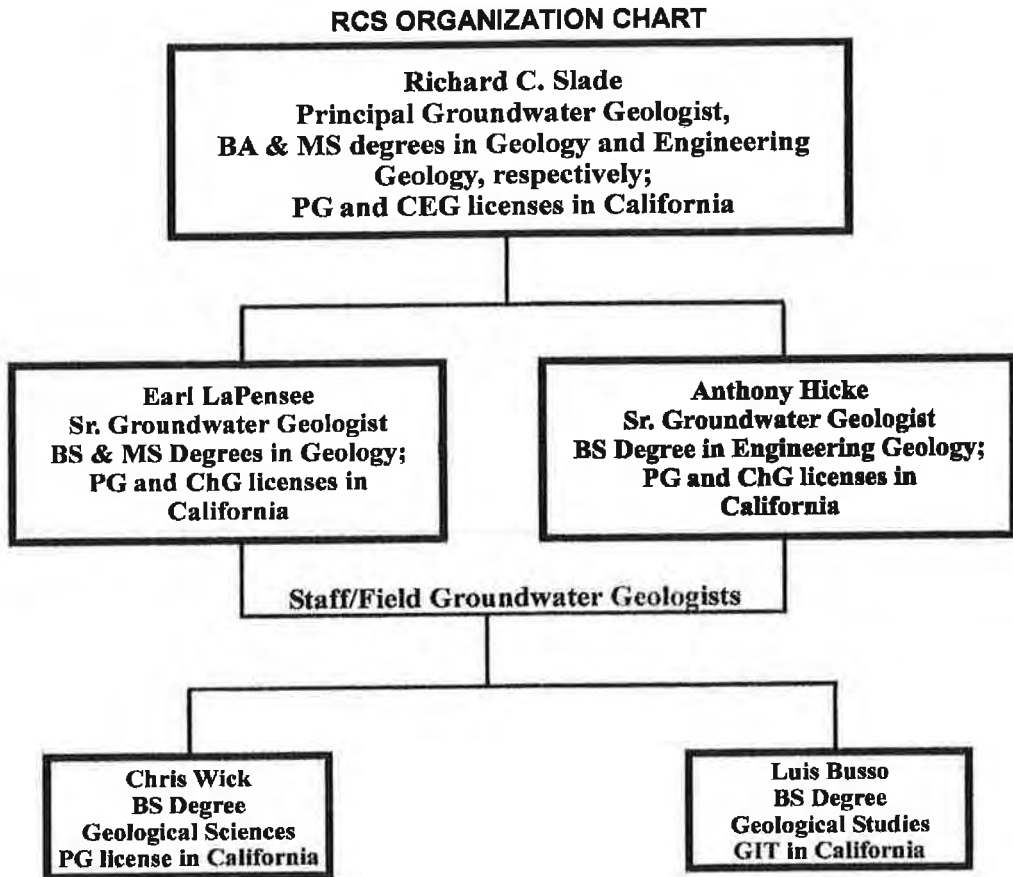 RCS ORGANIZATION CHART
Richard C. Slade
Principal Groundwater Geologist,
BA & MS degrees in Geology and Engineering
Geology, respectively;
PG and CEG licenses in California
Earl LaPensee
Sr. Groundwater Geologist
BS & MS Degrees in Geology;
PG and ChG licenses in
California
Anthony Hicke
Sr. Groundwater Geologist
BS Degree in Engineering Geology;
PG and ChG licenses in
California
Staff/Field Groundwater Geologists
Chris Wick
BS Degree
Geological Sciences
PG license in California
Luis Busso
BS Degree
Geological Studies
GIT in California